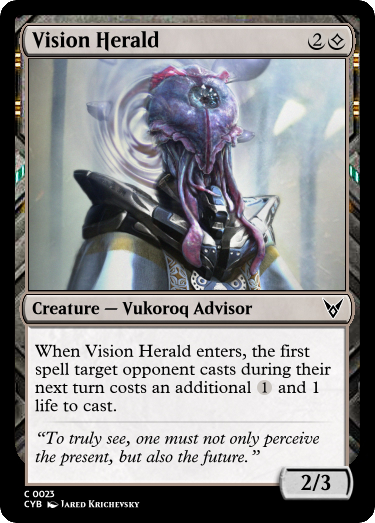 Vision Herald 2
Creature — Vukoroq Advisor
When Vision Herald enters, the first
spell target opponent casts during their
next turn costs an additional 1 and 1
life to cast.
“To truly see, one must not only perceive
the present, but also the future.”
2/3
C 0023
CYB Jared Krichevsky